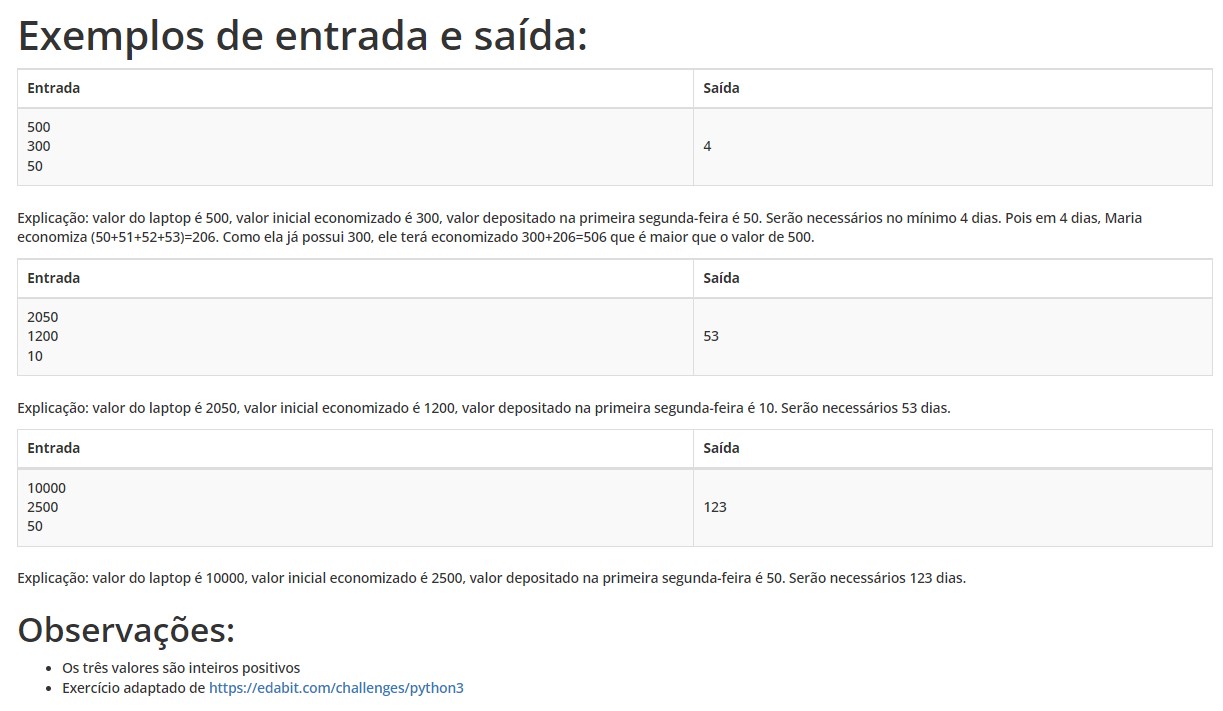 Exemplos de entrada e saída:
Entrada Saída
500
300
50
4
Explicação: valor do laptop é 500, valor inicial economizado é 300, valor depositado na primeira segunda-feira é 50. Serão necessários no mínimo 4 dias. Pois em 4 dias, Maria
economiza (50+51+52+53)=206. Como ela já possui 300, ele terá economizado 300+206=506 que é maior que o valor de 500.
Entrada Saída
2050
1200
10
53
Explicação: valor do laptop é 2050, valor inicial economizado é 1200, valor depositado na primeira segunda-feira é 10. Serão necessários 53 dias.
Entrada Saída
10000
2500
50
123
Explicação: valor do laptop é 10000, valor inicial economizado é 2500, valor depositado na primeira segunda-feira é 50. Serão necessários 123 dias.
Observações:
• Os três valores são inteiros positivos
• Exercício adaptado de https://edabit.com/challenges/python3